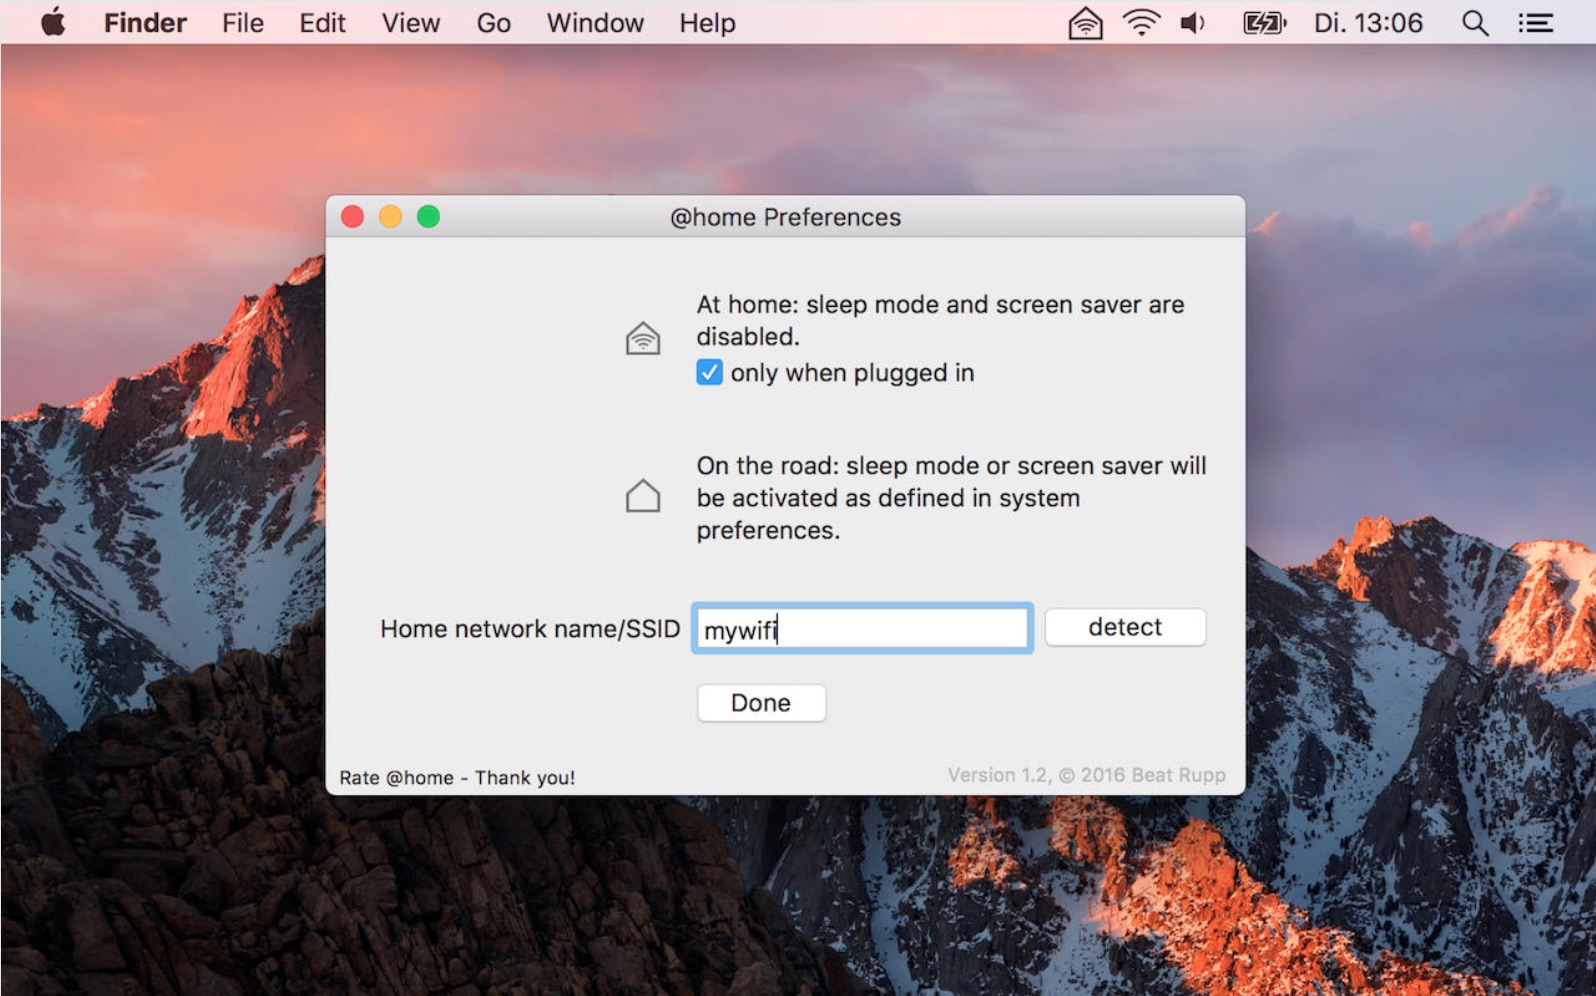 Finder File Edit View Go Window Help Di. 13:06
@home Preferences
At home: sleep mode and screen saver are
disabled.
only when plugged in
On the road: sleep mode or screen saver will
be activated as defined in system
preferences.
Home network name/SSID mywifi detect
Done
Rate @home - Thank you! Version 1.2, © 2016 Beat Rupp